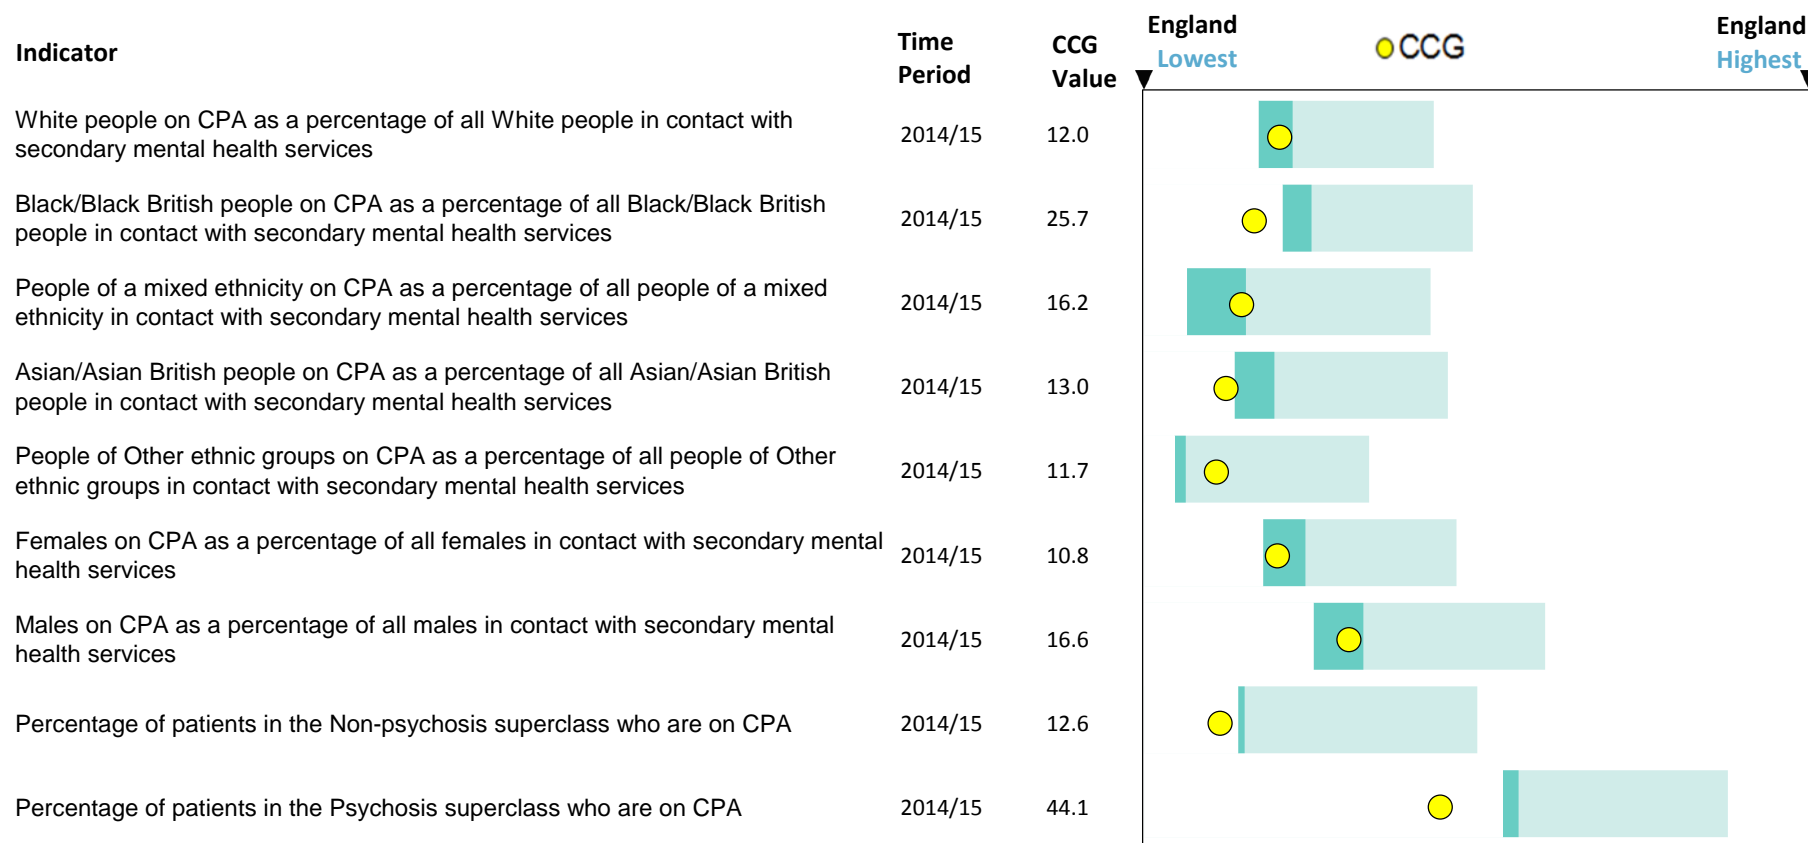 Indicator
Time
Period
CCG
Value
England
Lowest
CCG
England
Highest
White people on CPA as a percentage of all White people in contact with
secondary mental health services
2014/15
12.0
Black/Black British people on CPA as a percentage of all Black/Black British
people in contact with secondary mental health services
2014/15
25.7
People of a mixed ethnicity on CPA as a percentage of all people of a mixed
ethnicity in contact with secondary mental health services
2014/15
16.2
Asian/Asian British people on CPA as a percentage of all Asian/Asian British
people in contact with secondary mental health services
2014/15
13.0
People of Other ethnic groups on CPA as a percentage of all people of Other
ethnic groups in contact with secondary mental health services
2014/15
11.7
Females on CPA as a percentage of all females in contact with secondary mental
health services
2014/15
10.8
Males on CPA as a percentage of all males in contact with secondary mental
health services
2014/15
16.6
Percentage of patients in the Non-psychosis superclass who are on CPA
2014/15
12.6
Percentage of patients in the Psychosis superclass who are on CPA
2014/15
44.1